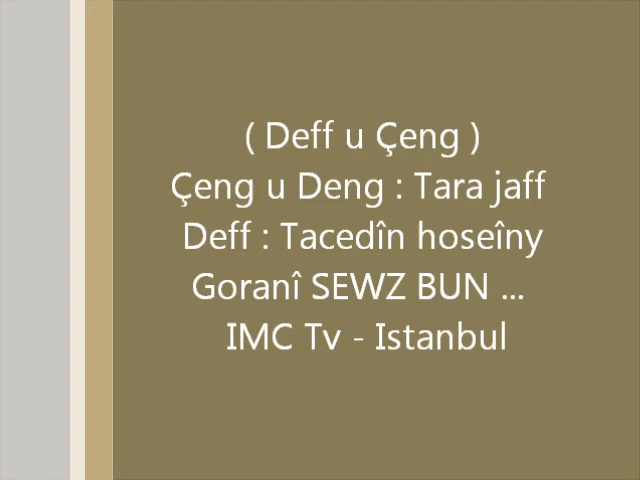 ( Deff u Çeng )
Çeng u Deng : Tara jaff
Deff : Tacedîn hoseîny
Goranî SEWZ BUN ...
IMC Tv - Istanbul